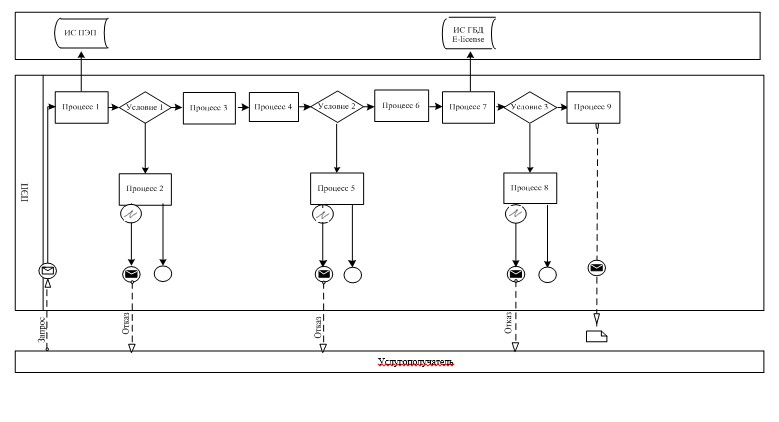 ИС ПЭП
ИС ГБД
E-license
Процесс 1
Условие 1
Процесс 3
Процесс 4
Условие 2
Процесс 6
Процесс 7
Условие 3
Процесс 9
ПЭП
Процесс 2
Процесс 5
Процесс 8
Запрос
Отказ
Отказ
Отказ
Услугополучатель